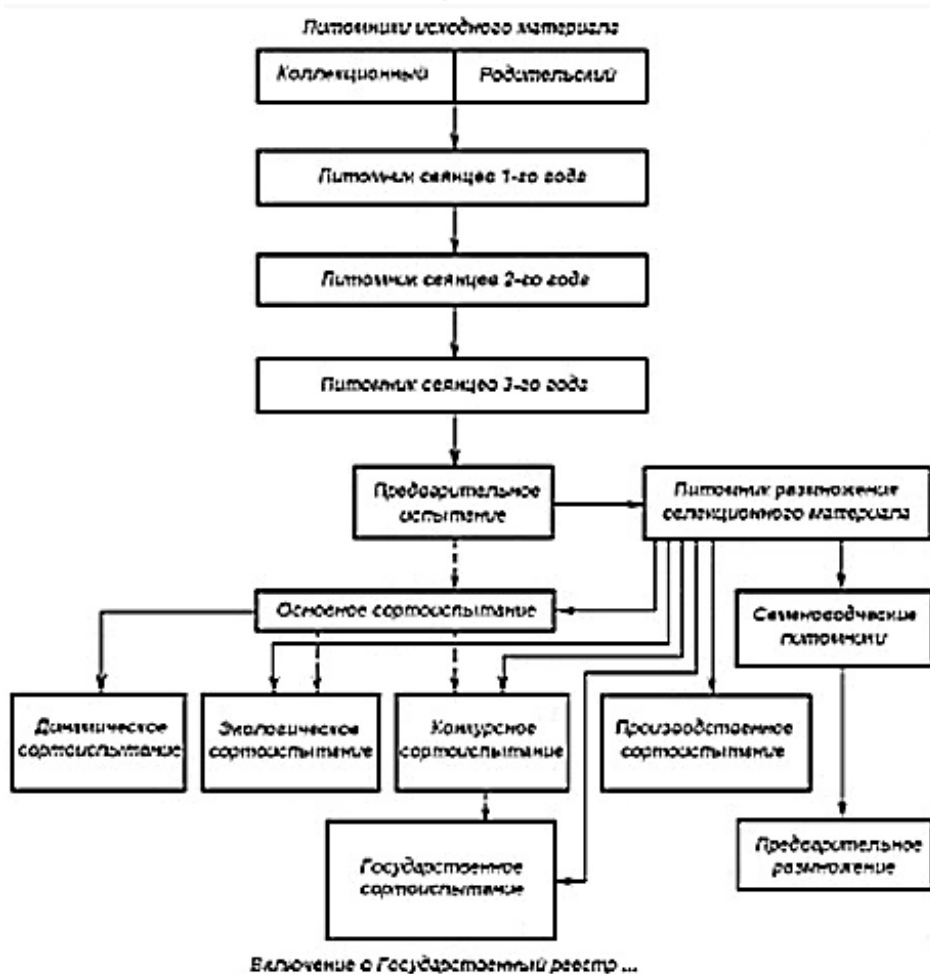 Питомники исходного материала
Коллекционный
Родительский
Питомник сеянцев 1-го года
Питомник сеянцев 2-го года
Питомник сеянцев 3-го года
Предварительное
испытание
Питомник размножения
селекционного материала
Основное сортоиспытание
Семеноводческие
питомники
Динамическое
сортоиспытание
Экологическое
сортоиспытание
Конкурсное
сортоиспытание
Производственное
сортоиспытание
Государственное
сортоиспытание
Предварительное
размножение
Включение в Государственный реестр ...